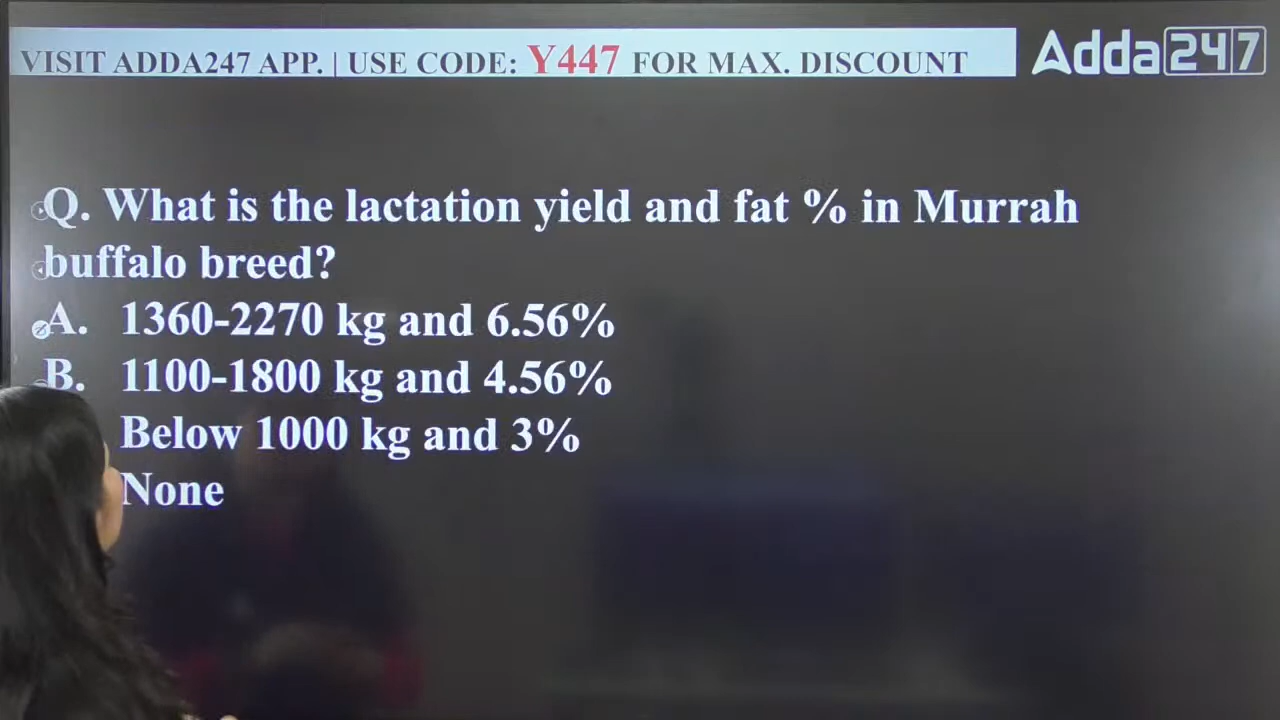 VISIT ADDA247 APP. | USE CODE: Y447 FOR MAX. DISCOUNT
Adda247
Q. What is the lactation yield and fat % in Murrah
buffalo breed?
A. 1360-2270 kg and 6.56%
B. 1100-1800 kg and 4.56%
Below 1000 kg and 3%
None